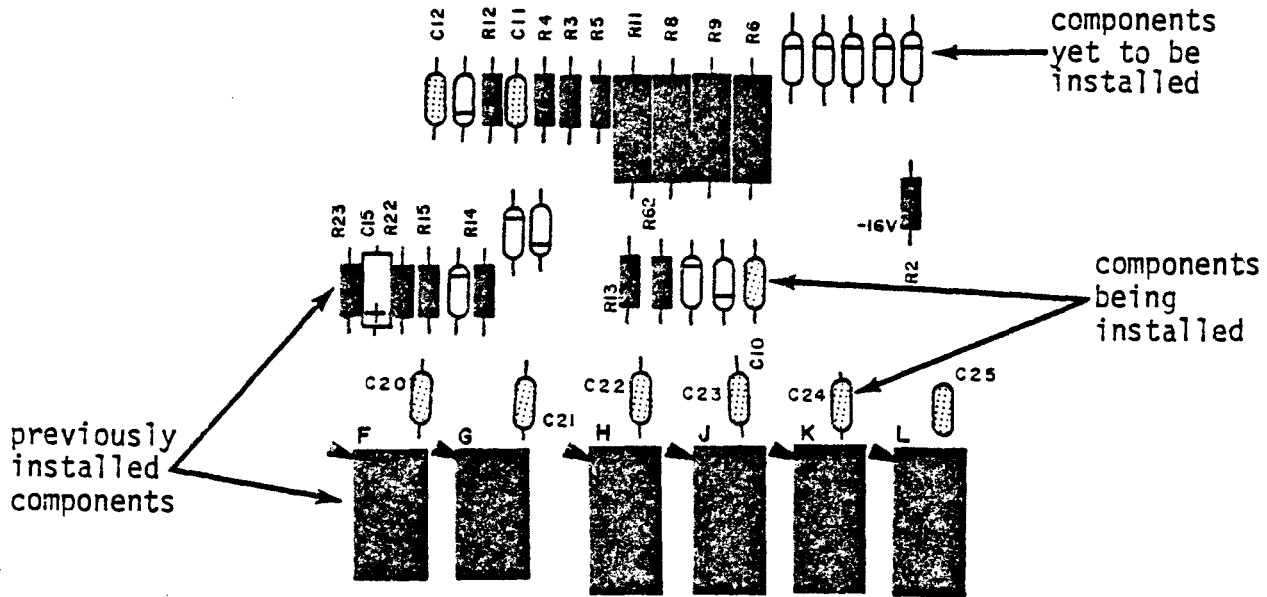 C12 R12 C11 R4 R3 R5 R11 R8 R9 R6
components
yet to be
installed
R23 C15 R22 R15 R14
R62
-16V
R13
R2
components
being
installed
C10
C20
C21
C22
C23
C24
C25
previously
installed
components
F G H J K L